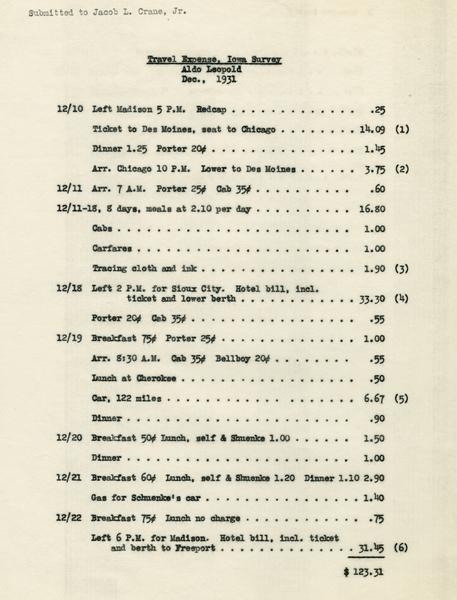 Submitted to Jacob L. Crane, Jr.
Travel Expense, Iowa Survey
Aldo Leopold
Dec., 1931
12/10 Left Madison 5 P.M. Redcap . . . . . . . . . . . . . .25
Ticket to Des Moines, seat to Chicago . . . . . . . . 14.09 (1)
Dinner 1.25 Porter 20¢ . . . . . . . . . . . . . . . 1.45
Arr. Chicago 10 P.M. Lower to Des Moines . . . . . . 3.75 (2)
12/11 Arr. 7 A.M. Porter 25¢ Cab 35¢ . . . . . . . . . . .60
12/11-18, 8 days, meals at 2.10 per day . . . . . . . . . . 16.80
Cabs . . . . . . . . . . . . . . . . . . . . . . . . 1.00
Carfares . . . . . . . . . . . . . . . . . . . . . . 1.00
Tracing cloth and ink . . . . . . . . . . . . . . . . 1.90 (3)
12/18 Left 2 P.M. for Sioux City. Hotel bill, incl.
ticket and lower berth . . . . . . . . . . . . 33.30 (4)
Porter 20¢ Cab 35¢ . . . . . . . . . . . . . . . . . .55
12/19 Breakfast 75¢ Porter 25¢ . . . . . . . . . . . . . . 1.00
Arr. 8:30 A.M. Cab 35¢ Bellboy 20¢ . . . . . . . . .55
Lunch at Cherokee . . . . . . . . . . . . . . . . . . .50
Car, 122 miles . . . . . . . . . . . . . . . . . . . 6.67 (5)
Dinner . . . . . . . . . . . . . . . . . . . . . . . .90
12/20 Breakfast 50¢ Lunch, self & Shuenke 1.00 . . . . . . 1.50
Dinner . . . . . . . . . . . . . . . . . . . . . . . 1.00
12/21 Breakfast 60¢ Lunch, self & Shuenke 1.20 Dinner 1.10 2.90
Gas for Schuenke's car . . . . . . . . . . . . . . . 1.40
12/22 Breakfast 75¢ Lunch no charge . . . . . . . . . . . .75
Left 6 P.M. for Madison. Hotel bill, incl. ticket
and berth to Freeport . . . . . . . . . . . . . . 31.45 (6)
$ 123.31